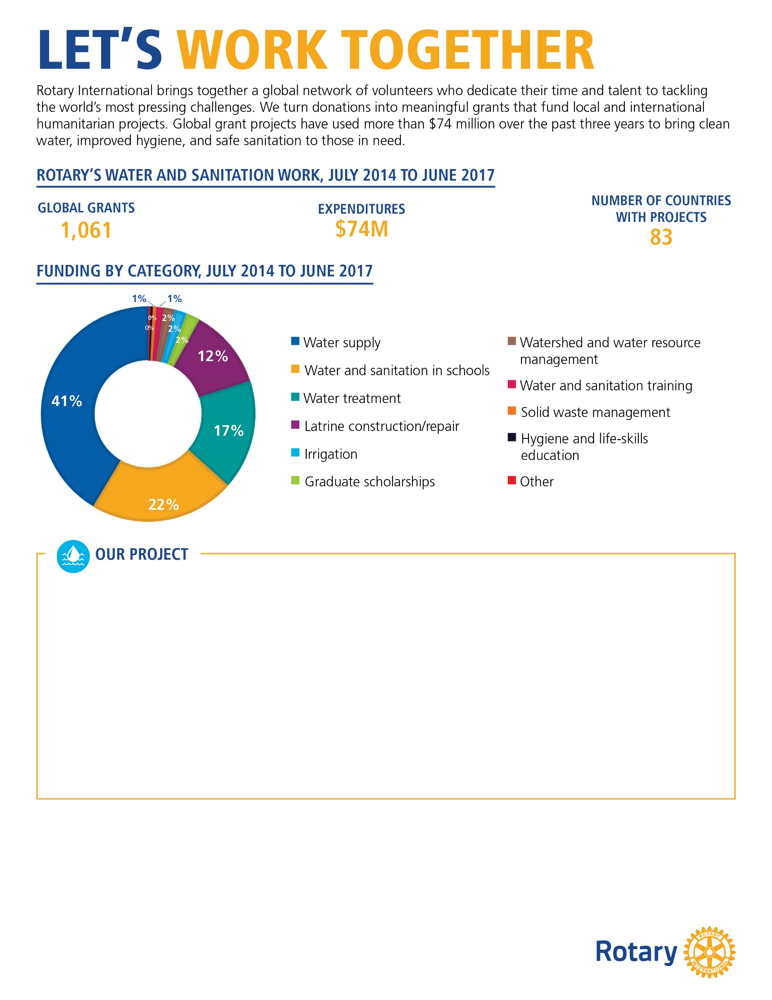 LET'S WORK TOGETHER
Rotary International brings together a global network of volunteers who dedicate their time and talent to tackling
the world's most pressing challenges. We turn donations into meaningful grants that fund local and international
humanitarian projects. Global grant projects have used more than $74 million over the past three years to bring clean
water, improved hygiene, and safe sanitation to those in need.
ROTARY'S WATER AND SANITATION WORK, JULY 2014 TO JUNE 2017
GLOBAL GRANTS
1,061
EXPENDITURES
$74M
NUMBER OF COUNTRIES
WITH PROJECTS
83
FUNDING BY CATEGORY, JULY 2014 TO JUNE 2017
1%
1%
0%
2%
0%
2%
2%
12%
41%
17%
22%
Water supply
Water and sanitation in schools
Water treatment
Latrine construction/repair
Irrigation
Graduate scholarships
Watershed and water resource
management
Water and sanitation training
Solid waste management
Hygiene and life-skills
education
Other
OUR PROJECT
Rotary
ROTARY
INTERNATIONAL